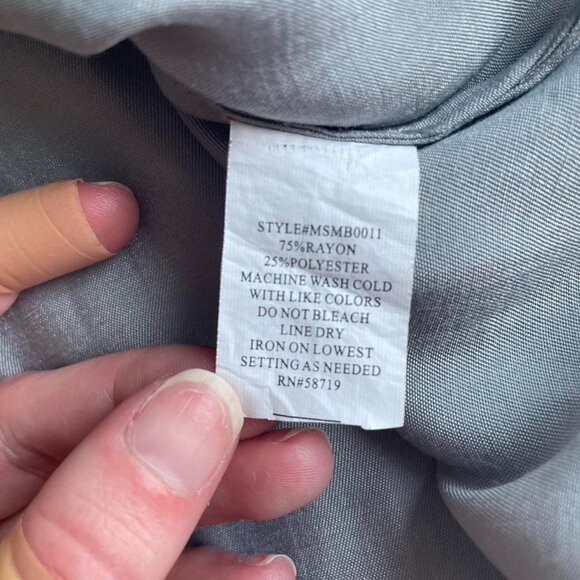 STYLE#MSMB0011
75%RAYON
25%POLYESTER
MACHINE WASH COLD
WITH LIKE COLORS
DO NOT BLEACH
LINE DRY
IRON ON LOWEST
SETTING AS NEEDED
RN#58719